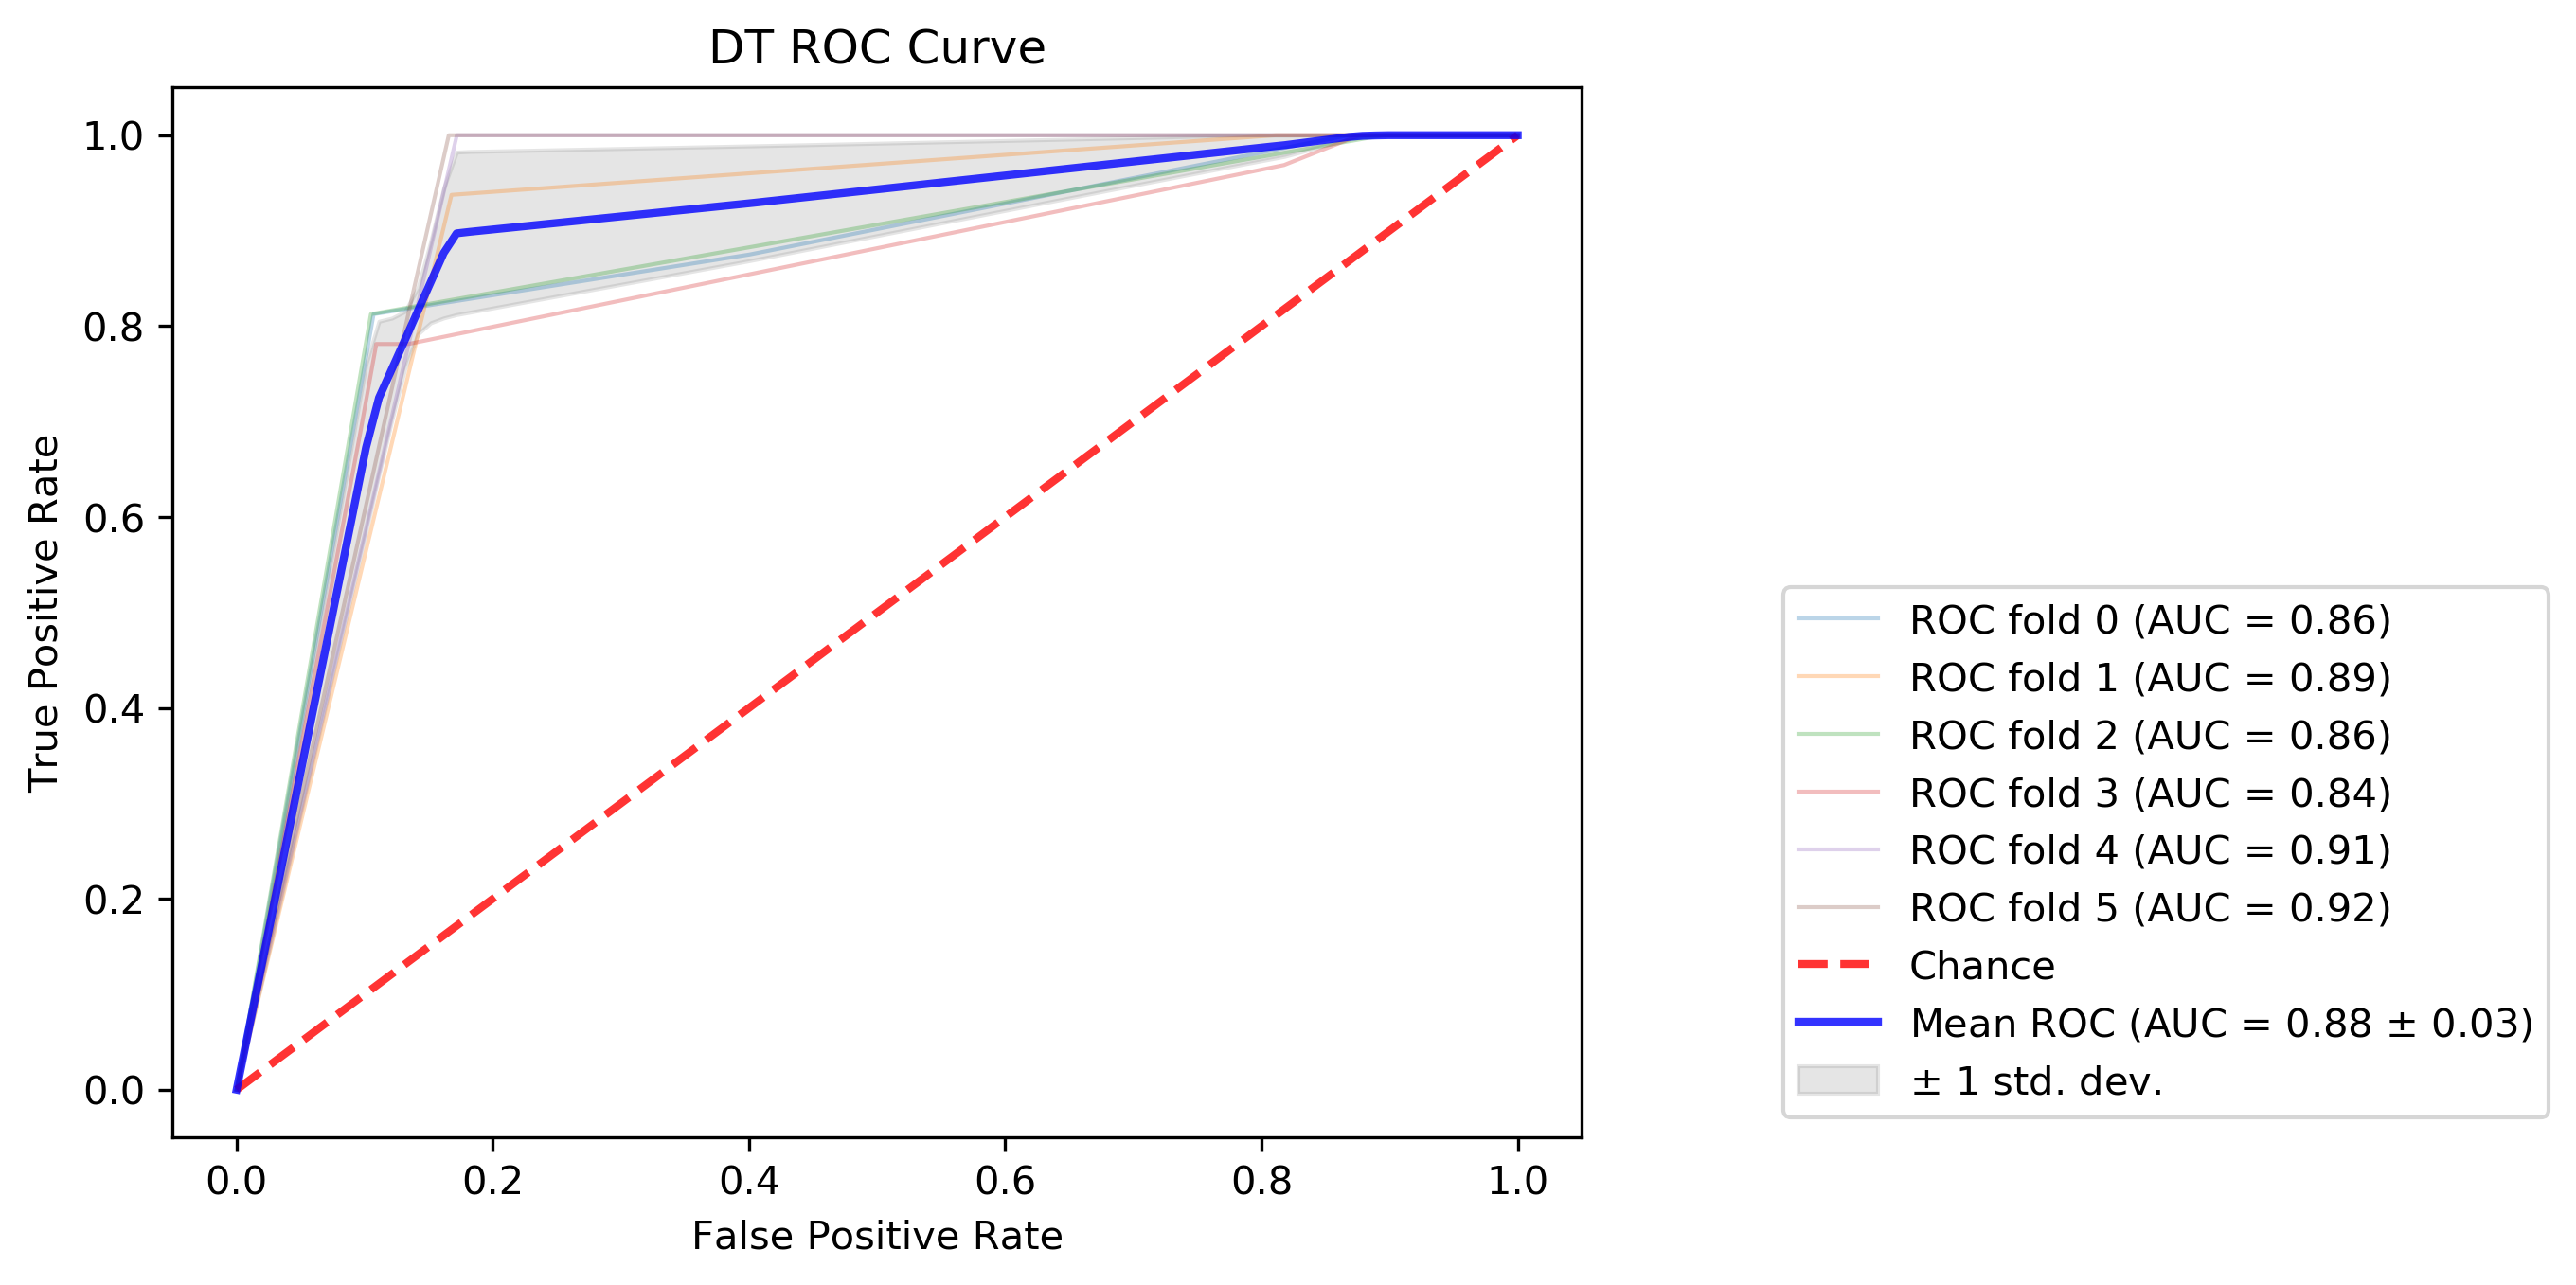 DT ROC Curve
True Positive Rate
1.0
0.8
0.6
0.4
0.2
0.0
0.0 0.2 0.4 0.6 0.8 1.0
False Positive Rate
ROC fold 0 (AUC = 0.86)
ROC fold 1 (AUC = 0.89)
ROC fold 2 (AUC = 0.86)
ROC fold 3 (AUC = 0.84)
ROC fold 4 (AUC = 0.91)
ROC fold 5 (AUC = 0.92)
Chance
Mean ROC (AUC = 0.88 ± 0.03)
± 1 std. dev.